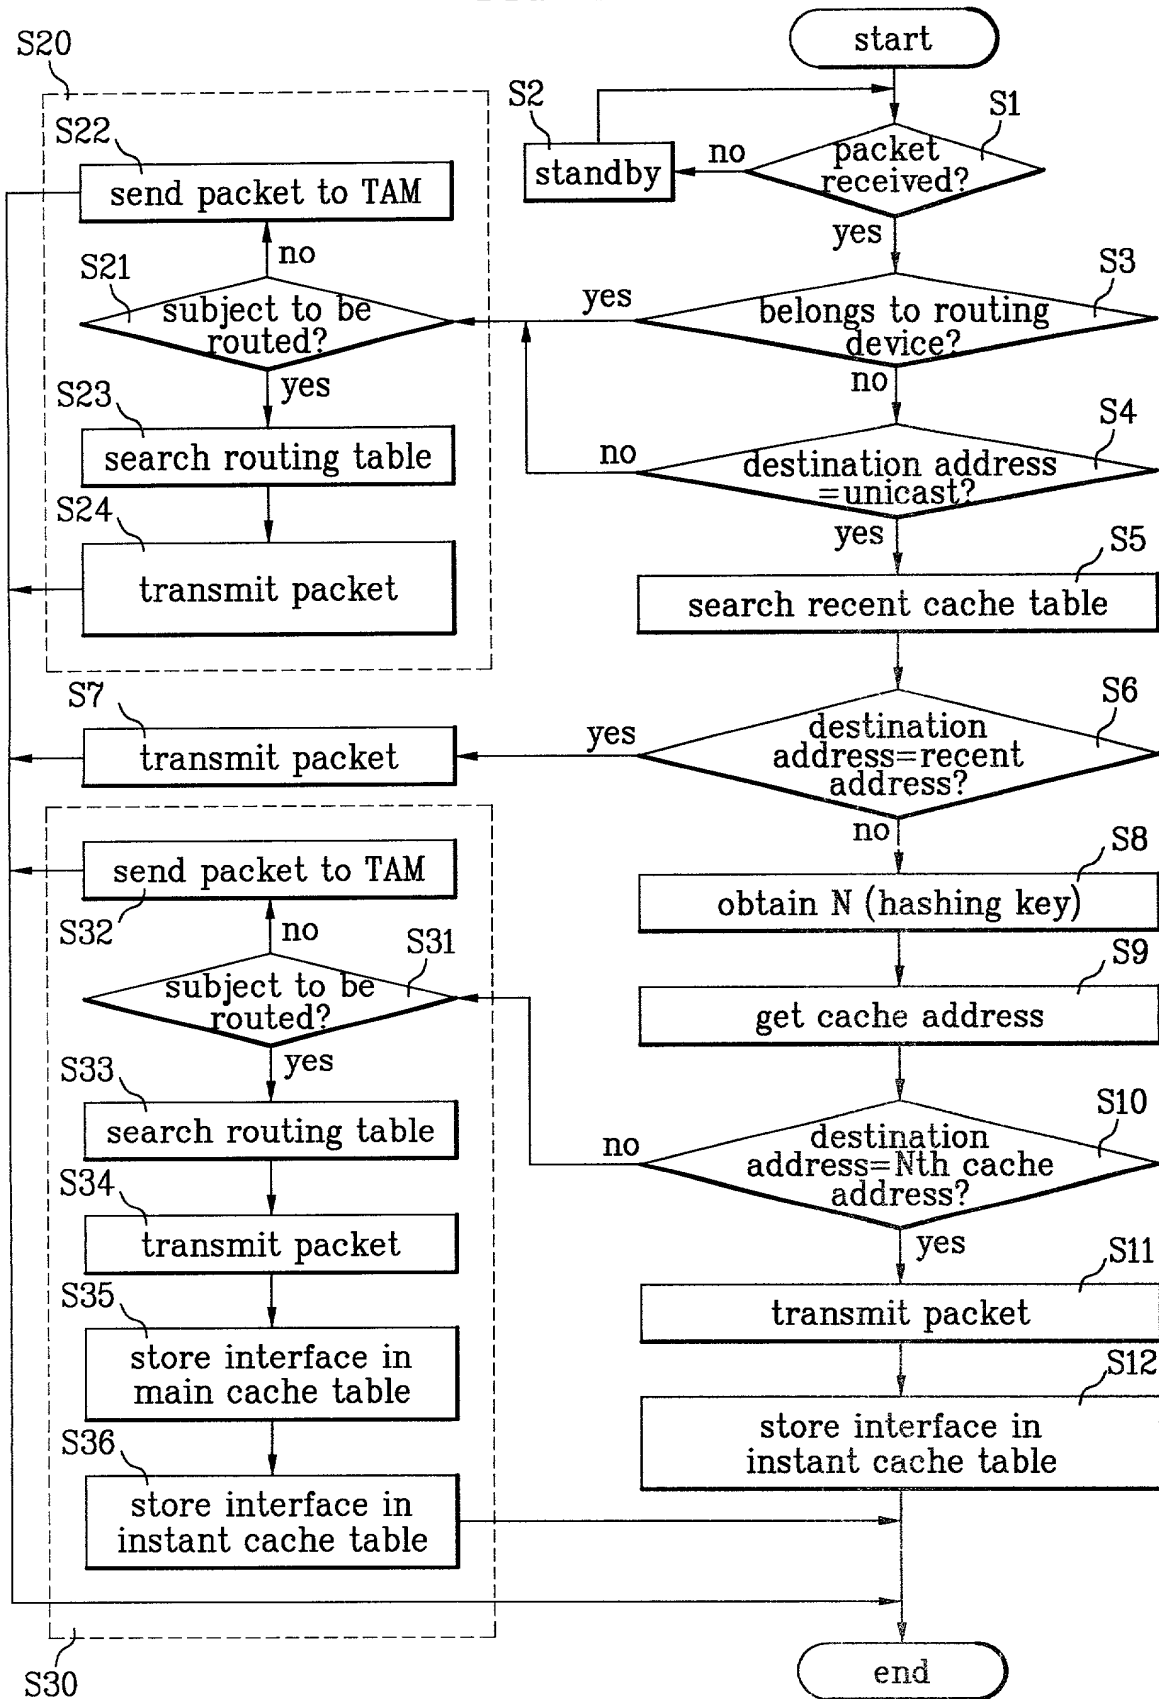 start
S20
S2
S1
S22
packet
received?
no
standby
send packet to TAM
yes
no
S21
S3
subject to be
routed?
yes
belongs to routing
device?
yes
no
S23
S4
search routing table
no
destination address
=unicast?
S24
yes
S5
transmit packet
search recent cache table
S7
S6
transmit packet
yes
destination
address=recent
address?
no
S8
send packet to TAM
obtain N (hashing key)
S32
no
S31
S9
subject to be
routed?
get cache address
yes
S33
S10
search routing table
no
destination
address=Nth cache
address?
S34
yes
S11
transmit packet
transmit packet
S35
S12
store interface in
main cache table
store interface in
instant cache table
S36
store interface in
instant cache table
S30
end